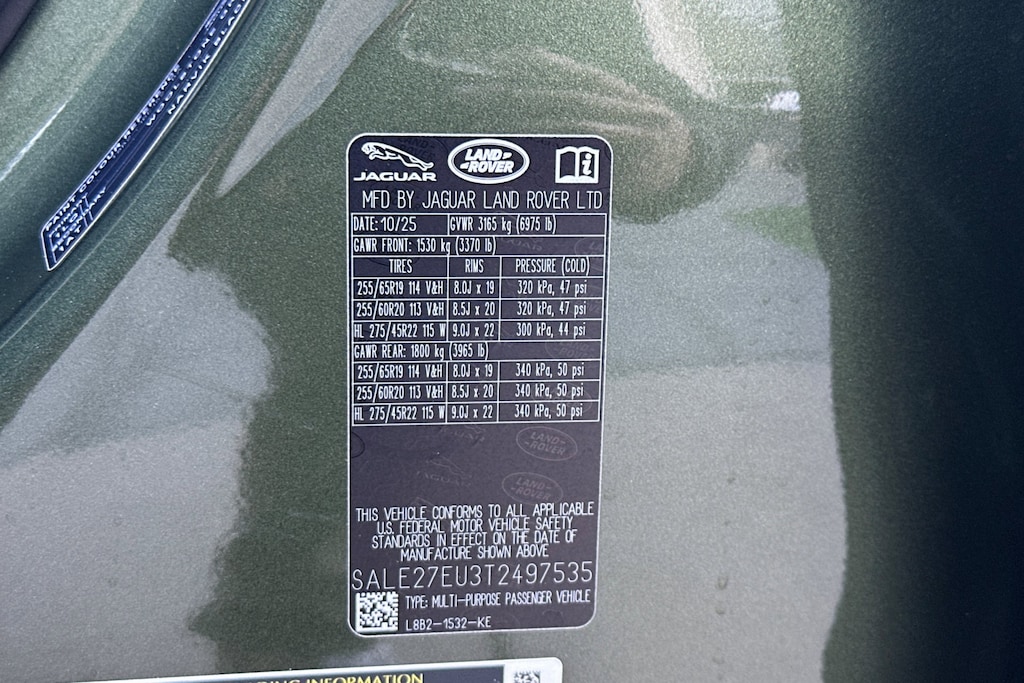 PAINT COLOUR REFERENCE
NARVIK BLACK
JAGUAR
LAND ROVER
MFD BY JAGUAR LAND ROVER LTD
DATE: 10/25 GVWR 3165 kg (6975 lb)
GAWR FRONT: 1530 kg (3370 lb)
TIRES RIMS PRESSURE (COLD)
255/65R19 114 V&H 8.0J x 19 320 kPa, 47 psi
255/60R20 113 V&H 8.5J x 20 320 kPa, 47 psi
HL 275/45R22 115 W 9.0J x 22 300 kPa, 44 psi
GAWR REAR: 1800 kg (3965 lb)
255/65R19 114 V&H 8.0J x 19 340 kPa, 50 psi
255/60R20 113 V&H 8.5J x 20 340 kPa, 50 psi
HL 275/45R22 115 W 9.0J x 22 340 kPa, 50 psi
THIS VEHICLE CONFORMS TO ALL APPLICABLE
U.S. FEDERAL MOTOR VEHICLE SAFETY
STANDARDS IN EFFECT ON THE DATE OF
MANUFACTURE SHOWN ABOVE
SALE27EU3T2497535
TYPE: MULTI-PURPOSE PASSENGER VEHICLE
L8B2-1532-KE
INFORMATION